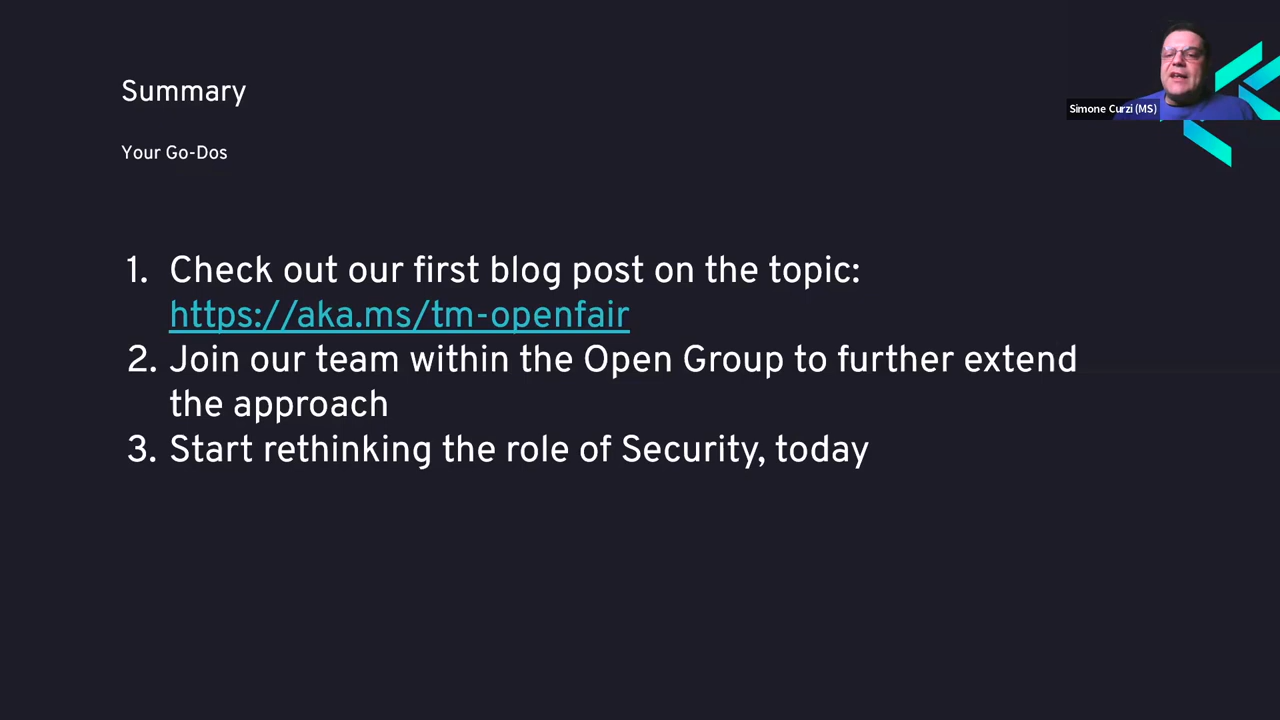 Summary
Simone Curzi (MS)
Your Go-Dos
1. Check out our first blog post on the topic:
https://aka.ms/tm-openfair
2. Join our team within the Open Group to further extend
the approach
3. Start rethinking the role of Security, today